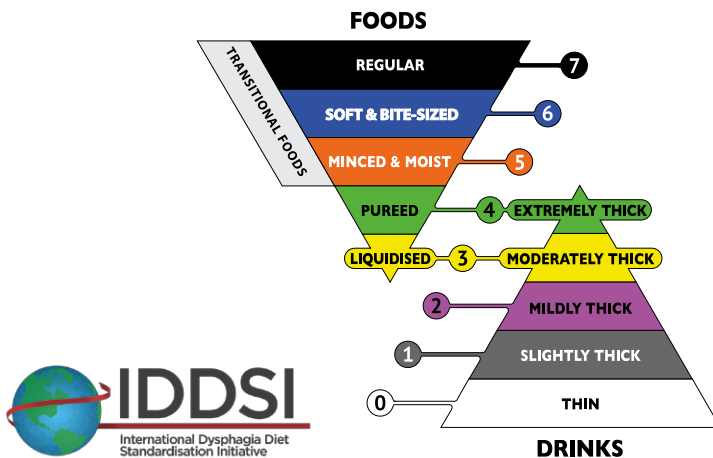 FOODS
TRANSITIONAL FOODS
REGULAR
7
SOFT & BITE-SIZED
6
MINCED & MOIST
5
PUREED
4
EXTREMELY THICK
LIQUIDISED
3
MODERATELY THICK
2
MILDLY THICK
1
SLIGHTLY THICK
0
THIN
DRINKS
IDDSI
International Dysphagia Diet
Standardisation Initiative